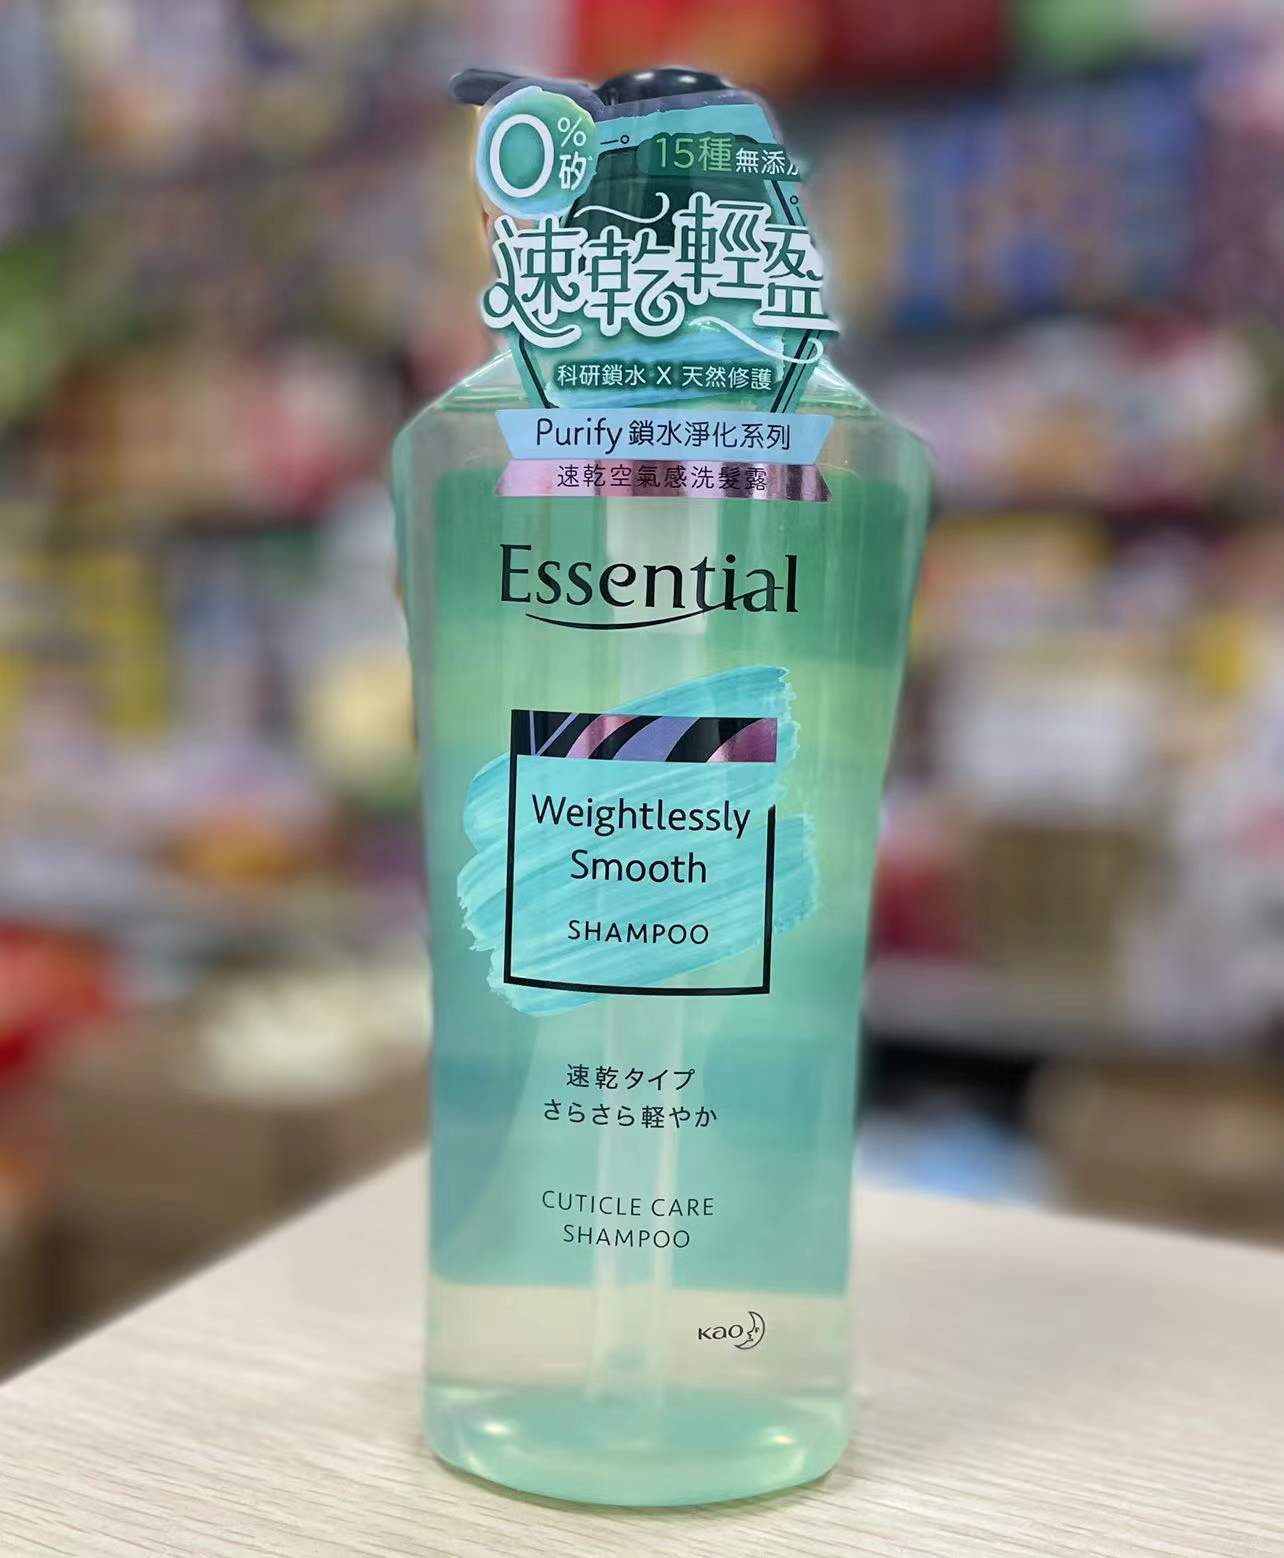 0%矽
15種無添
速乾輕盈
科研鎖水 X 天然修護
Purify 鎖水淨化系列
速乾空氣感洗髮露
Essential
Weightlessly
Smooth
SHAMPOO
速乾タイプ
さらさら軽やか
CUTICLE CARE
SHAMPOO
Kao